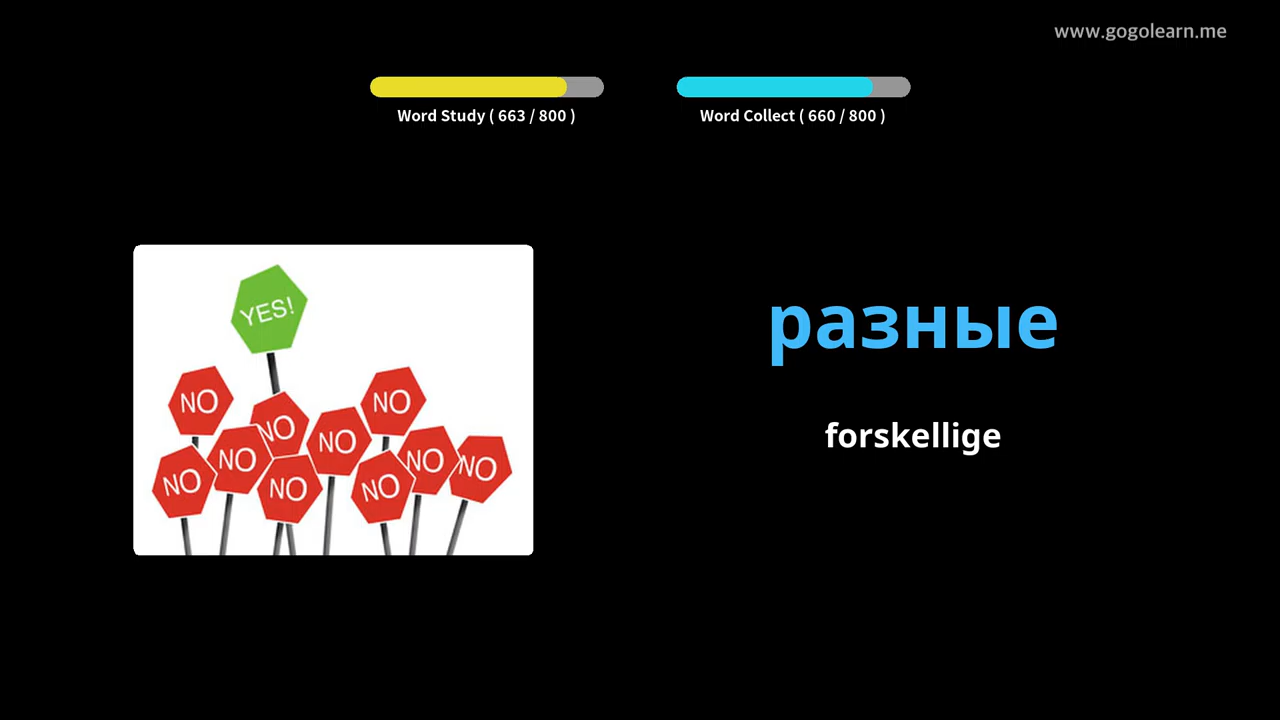 www.gogolearn.me
Word Study ( 663 / 800 )
Word Collect ( 660 / 800 )
YES!
NO
NO
NO
NO
NO
NO
NO
NO
NO
NO
разные
forskellige